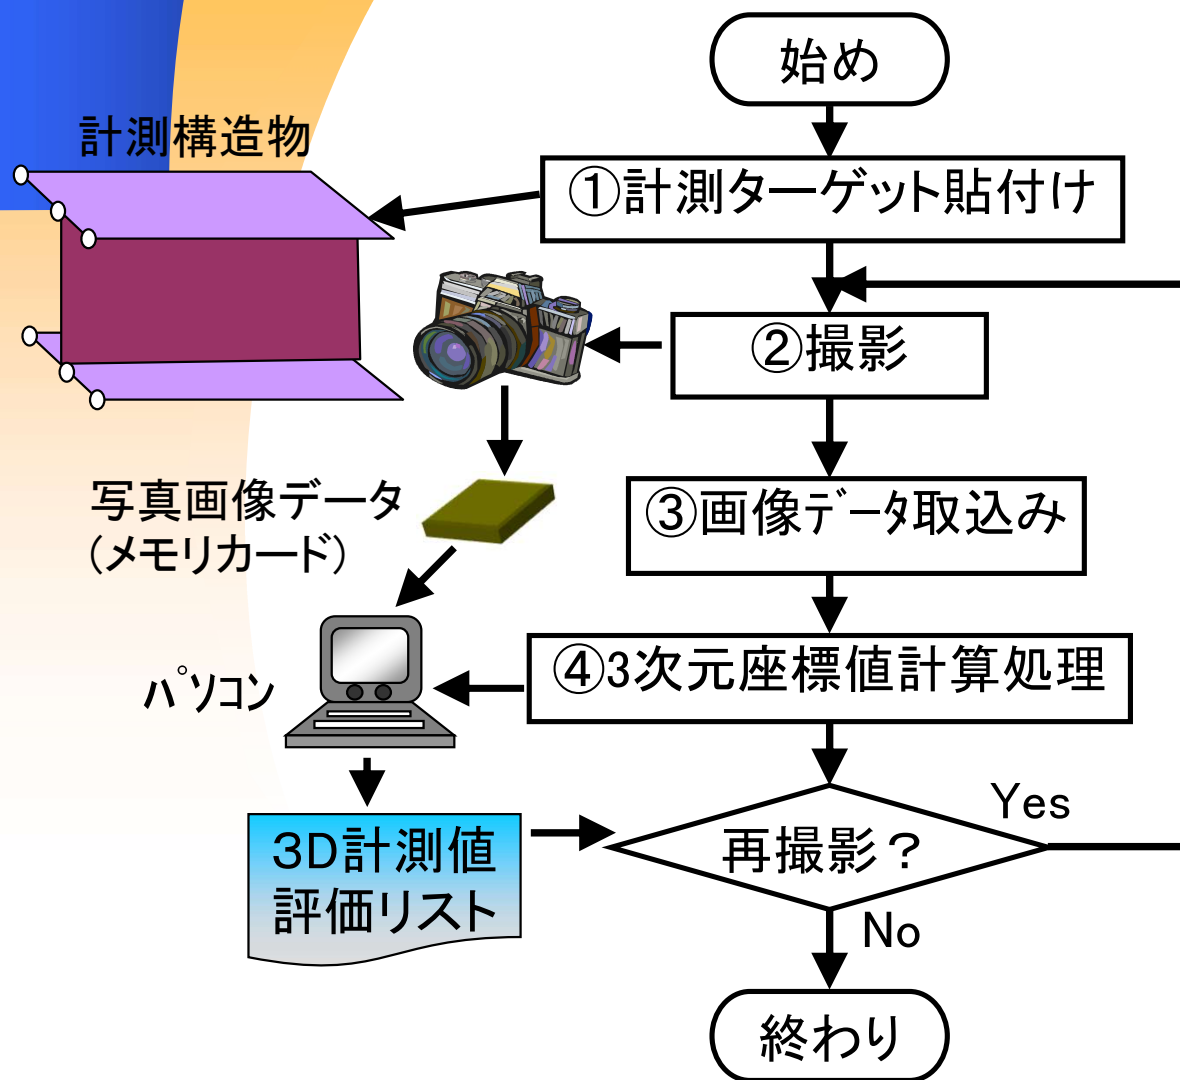 始め
計測構造物
①計測ターゲット貼付け
②撮影
写真画像データ
(メモリカード)
③画像ﾃﾞｰﾀ取込み
④3次元座標値計算処理
ﾊﾟｿｺﾝ
Yes
3D計測値
評価リスト
再撮影？
No
終わり